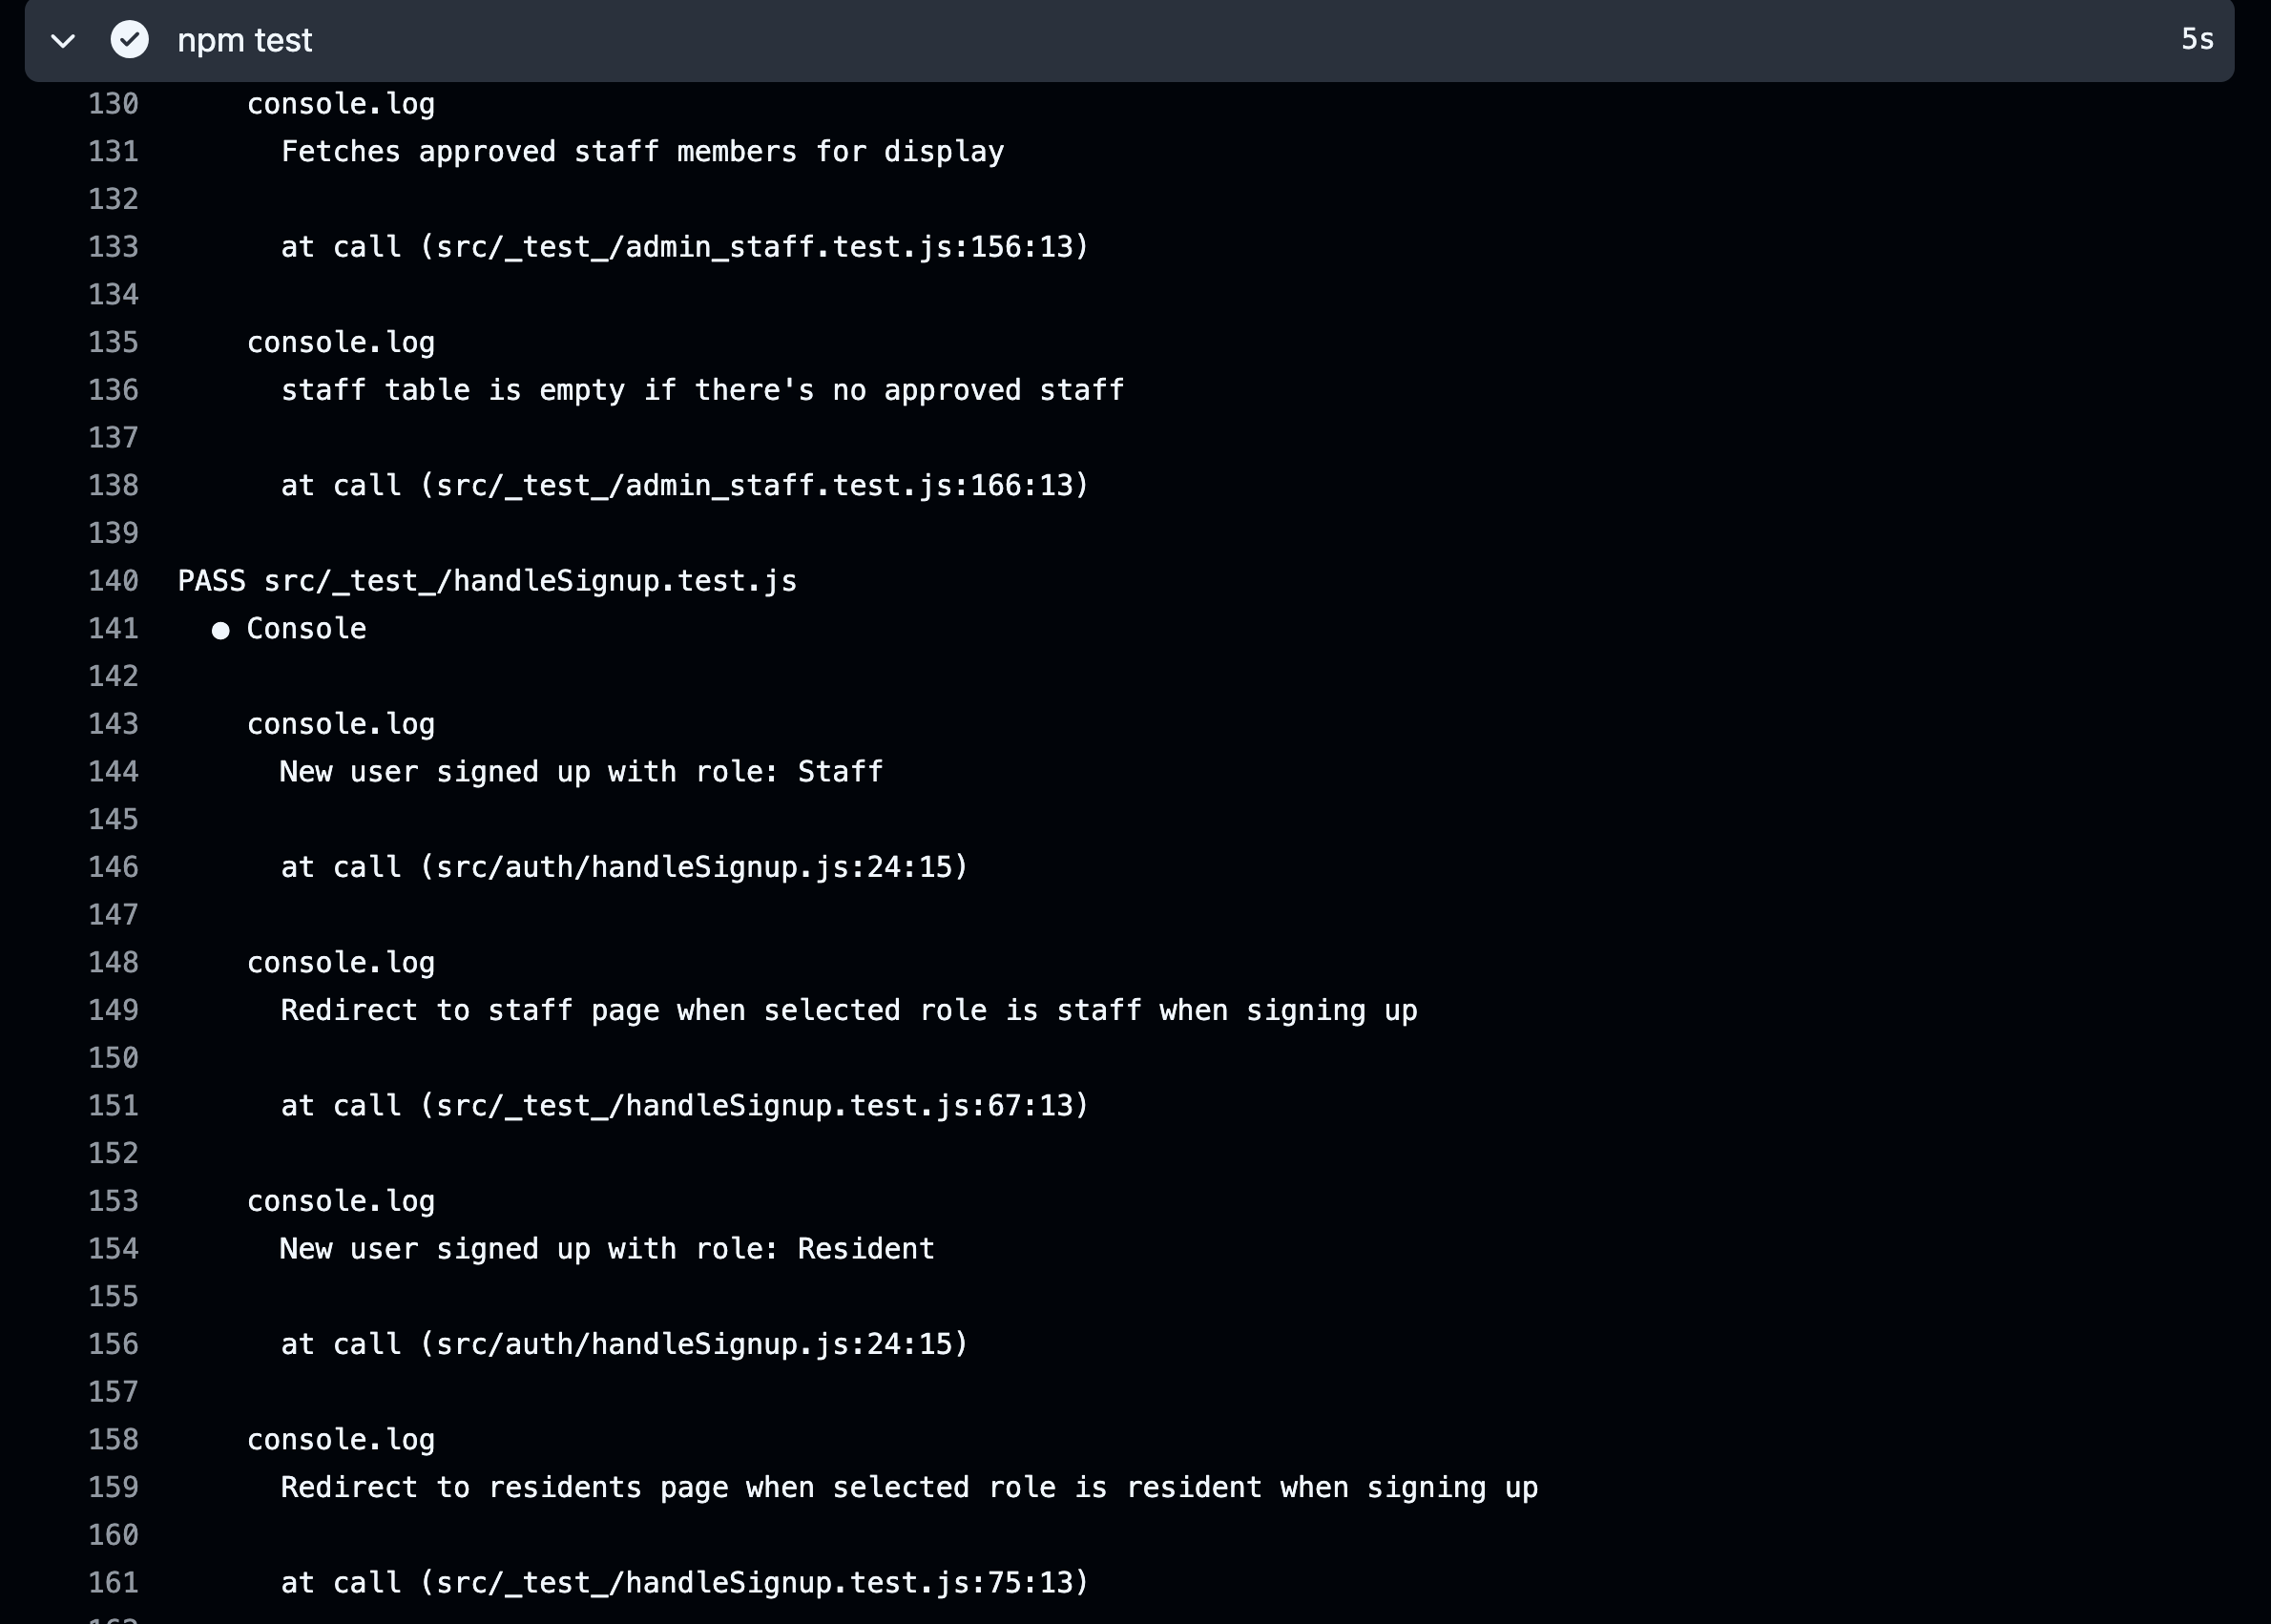 npm test 5s
130 console.log
131 Fetches approved staff members for display
132
133 at call (src/_test_/admin_staff.test.js:156:13)
134
135 console.log
136 staff table is empty if there's no approved staff
137
138 at call (src/_test_/admin_staff.test.js:166:13)
139
140 PASS src/_test_/handleSignup.test.js
141 ● Console
142
143 console.log
144 New user signed up with role: Staff
145
146 at call (src/auth/handleSignup.js:24:15)
147
148 console.log
149 Redirect to staff page when selected role is staff when signing up
150
151 at call (src/_test_/handleSignup.test.js:67:13)
152
153 console.log
154 New user signed up with role: Resident
155
156 at call (src/auth/handleSignup.js:24:15)
157
158 console.log
159 Redirect to residents page when selected role is resident when signing up
160
161 at call (src/_test_/handleSignup.test.js:75:13)